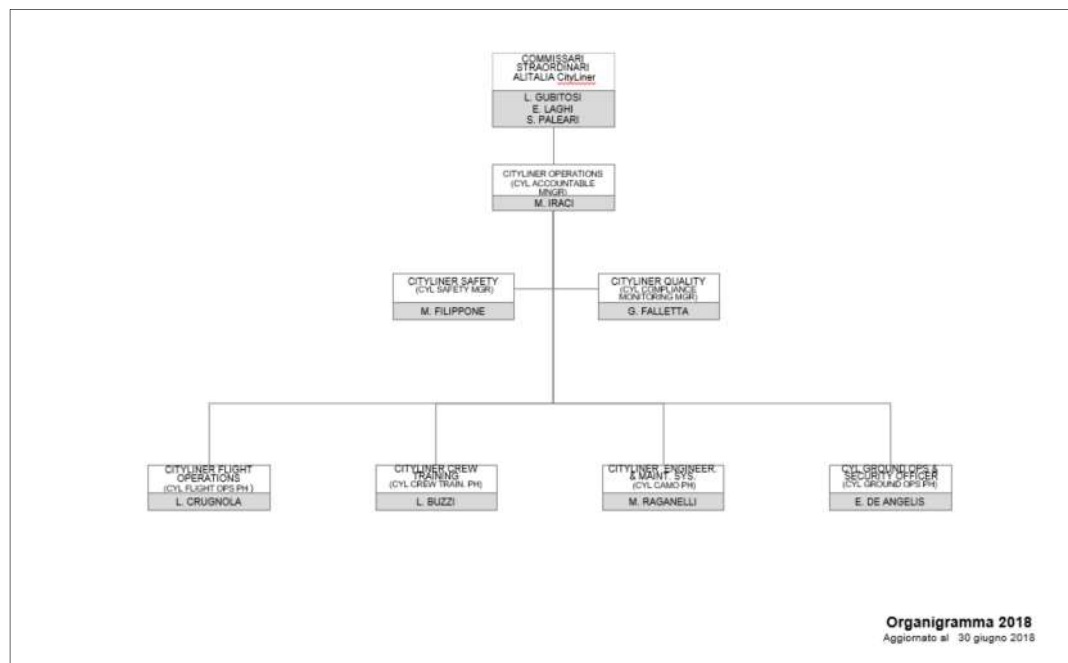 COMMISSARI
STRAORDINARI
ALITALIA CityLiner
L. GUBITOSI
E. LAGHI
S. PALEARI
CITYLINER OPERATIONS
(CYL ACCOUNTABLE
MNGR)
M. IRACI
CITYLINER SAFETY
(CYL SAFETY MGR)
M. FILIPPONE
CITYLINER QUALITY
(CYL COMPLIANCE
MONITORING MGR)
G. FALLETTA
CITYLINER FLIGHT
OPERATIONS
(CYL FLIGHT OPS PH )
L. CRUGNOLA
CITYLINER CREW
TRAINING
(CYL CREW TRAIN. PH)
L. BUZZI
CITYLINER ENGINEER.
& MAINT. SYS.
(CYL CAMO PH)
M. RAGANELLI
CYL GROUND OPS &
SECURITY OFFICER
(CYL GROUND OPS PH)
E. DE ANGELIS
Organigramma 2018
Aggiornato al 30 giugno 2018